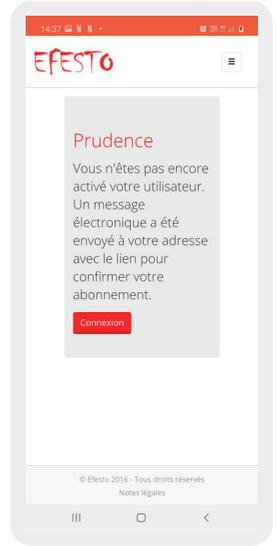 14:37
EFESTO
Prudence
Vous n'êtes pas encore
activé votre utilisateur.
Un message
électronique a été
envoyé à votre adresse
avec le lien pour
confirmer votre
abonnement.
Connexion
© Efesto 2016 - Tous droits réservés
Notes légales